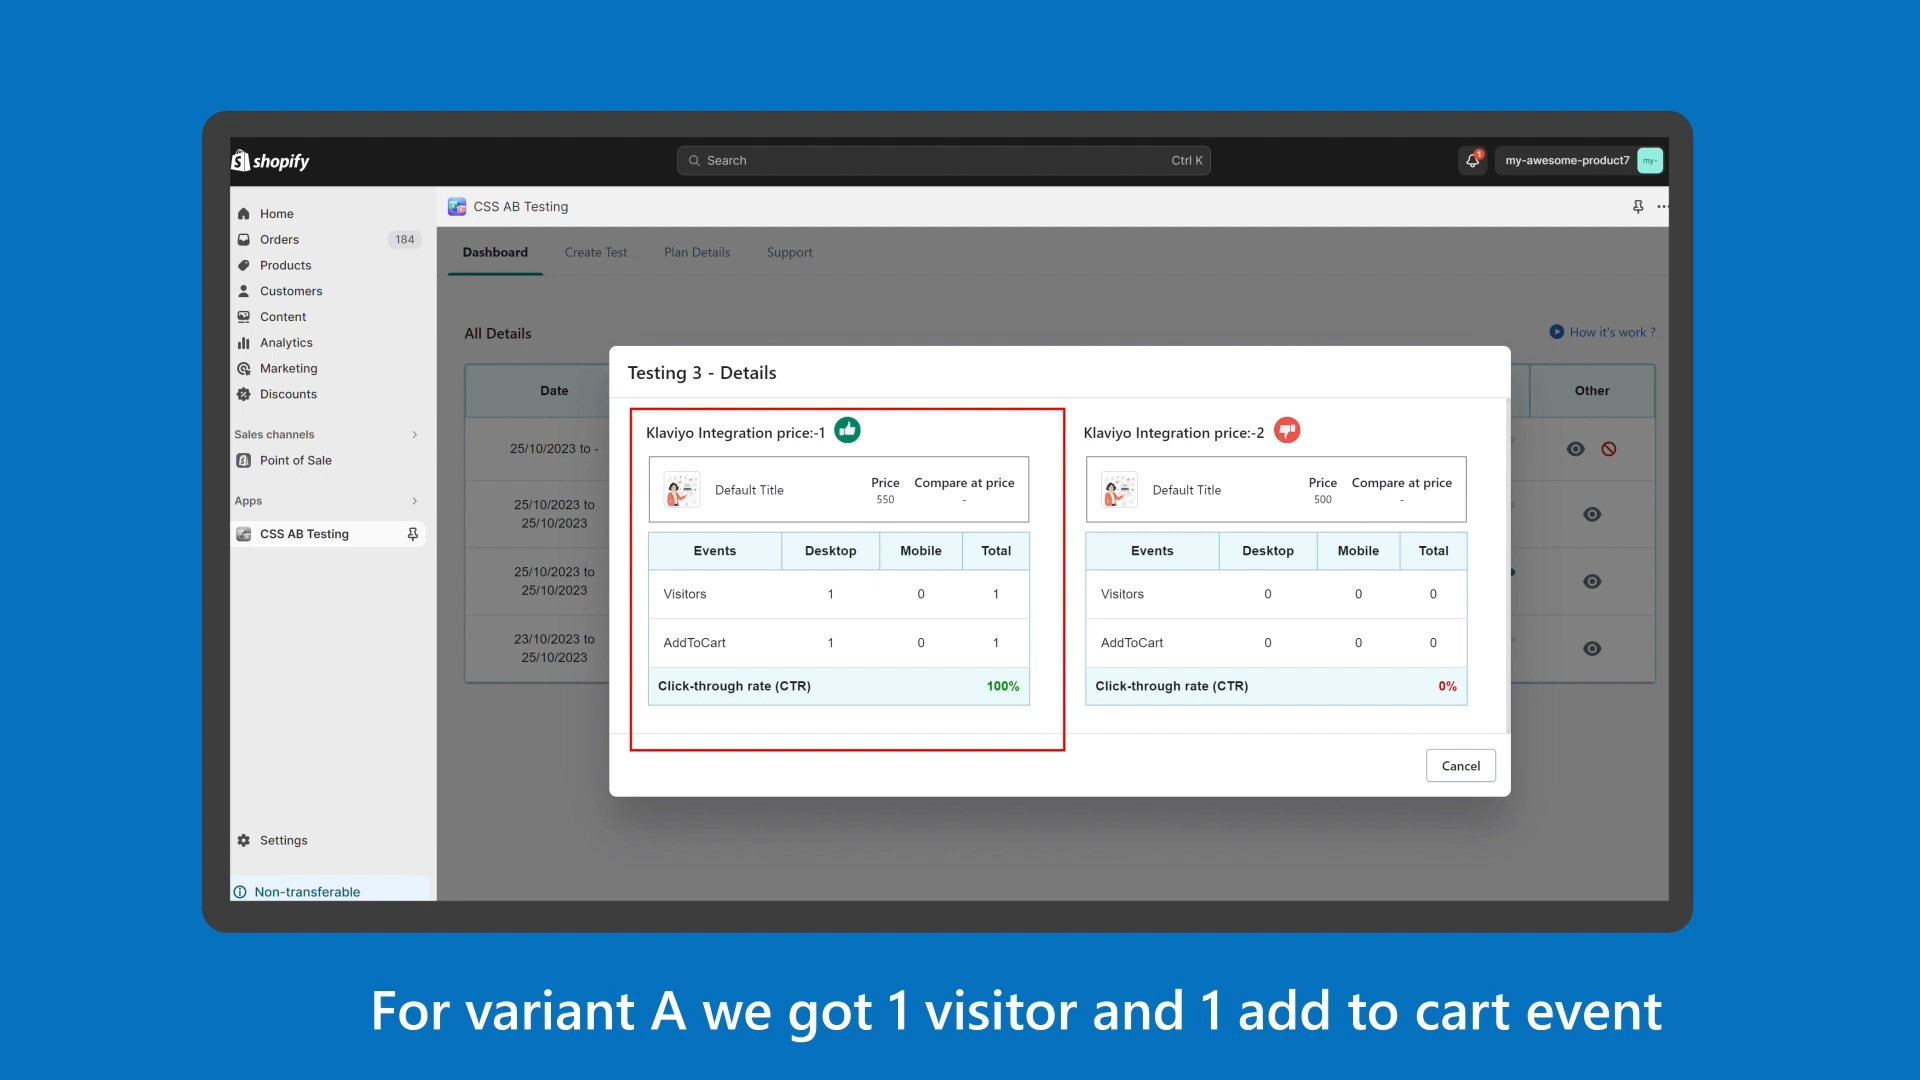 shopify
Search Ctrl K
1
my-awesome-product7 my-
Home
Orders 184
Products
Customers
Content
Analytics
Marketing
Discounts
Sales channels
Point of Sale
Apps
CSS AB Testing
Settings
Non-transferable
CSS AB Testing
Dashboard Create Test Plan Details Support
All Details
How it's work ?
Date
Other
25/10/2023 to -
25/10/2023 to
25/10/2023
25/10/2023 to
25/10/2023
23/10/2023 to
25/10/2023
Testing 3 - Details
Klaviyo Integration price:-1
Default Title
Price Compare at price
550 -
Events Desktop Mobile Total
Visitors 1 0 1
AddToCart 1 0 1
Click-through rate (CTR) 100%
Klaviyo Integration price:-2
Default Title
Price Compare at price
500 -
Events Desktop Mobile Total
Visitors 0 0 0
AddToCart 0 0 0
Click-through rate (CTR) 0%
Cancel
For variant A we got 1 visitor and 1 add to cart event